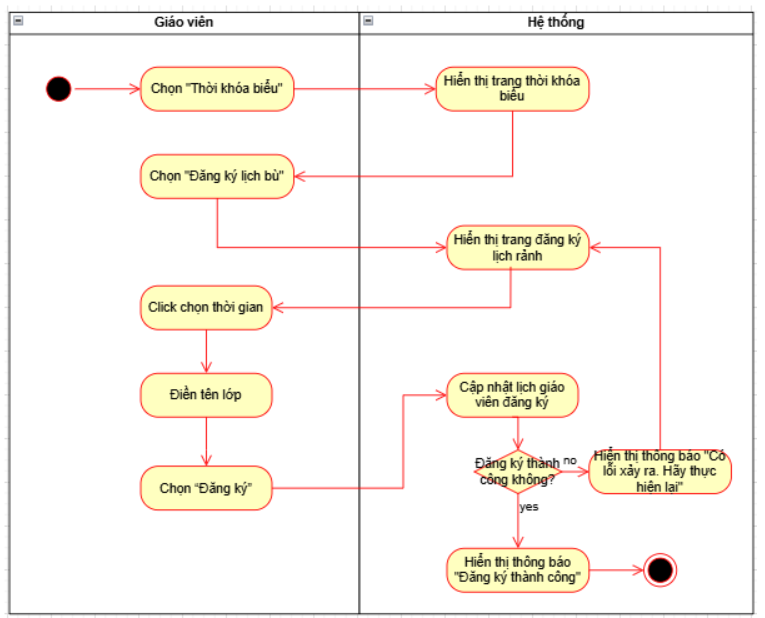 Giáo viên
Hệ thống
Chọn "Thời khóa biểu"
Hiển thị trang thời khóa
biểu
Chọn "Đăng ký lịch bù"
Hiển thị trang đăng ký
lịch rảnh
Click chọn thời gian
Điền tên lớp
Cập nhật lịch giáo
viên đăng ký
Chọn “Đăng ký”
Đăng ký thành
công không?
no
Hiển thị thông báo "Có
lỗi xảy ra. Hãy thực
hiện lại"
yes
Hiển thị thông báo
"Đăng ký thành công"